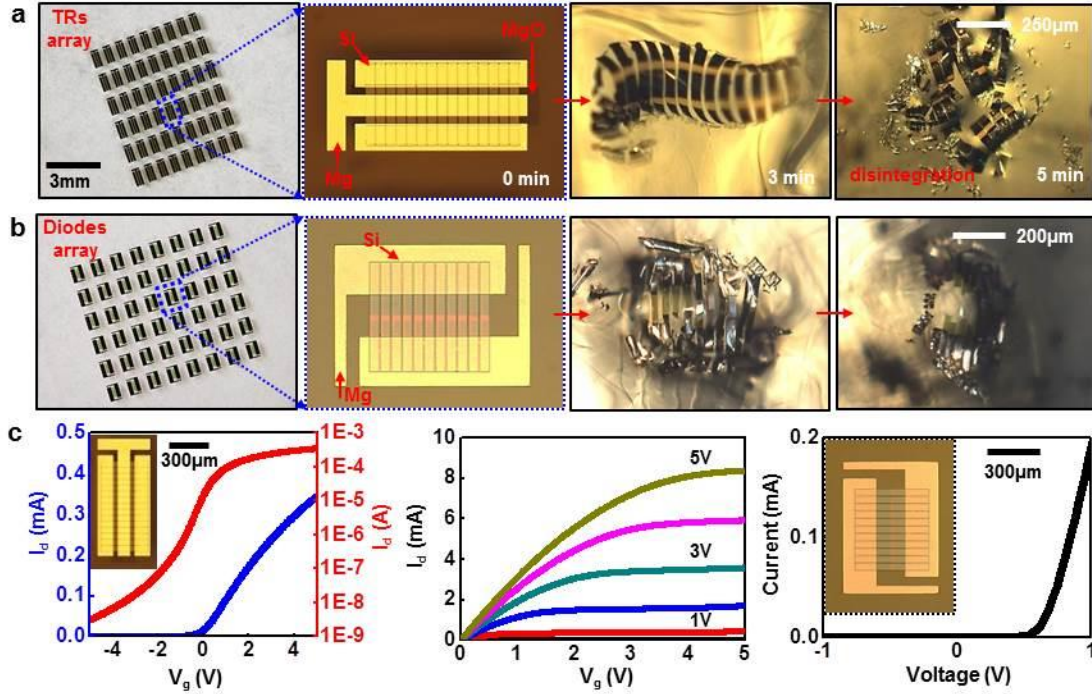 a
TRs
array
3mm
Si
MgO
Mg
0 min
3 min
250µm
disintegration
5 min
b
Diodes
array
Si
Mg
200µm
c
0.5
0.4
0.3
0.2
0.1
0.0
I_d (mA)
300µm
1E-3
1E-4
1E-5
1E-6
1E-7
1E-8
1E-9
I_d (A)
-4 -2 0 2 4
V_g (V)
10
8
6
4
2
0
I_d (mA)
5V
3V
1V
0 1 2 3 4 5
V_g (V)
0.2
0.1
0.0
Current (mA)
300µm
-1 0 1
Voltage (V)